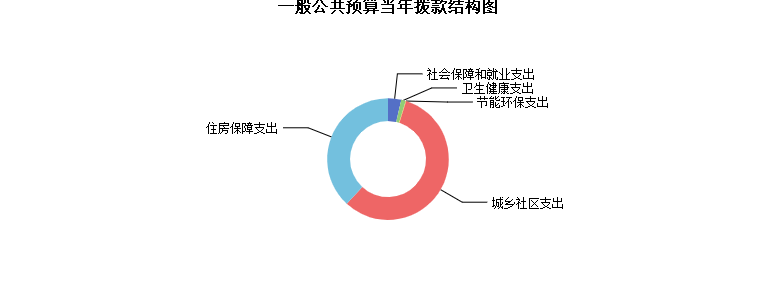 一般公共预算当年拨款结构图
社会保障和就业支出
卫生健康支出
节能环保支出
住房保障支出
城乡社区支出